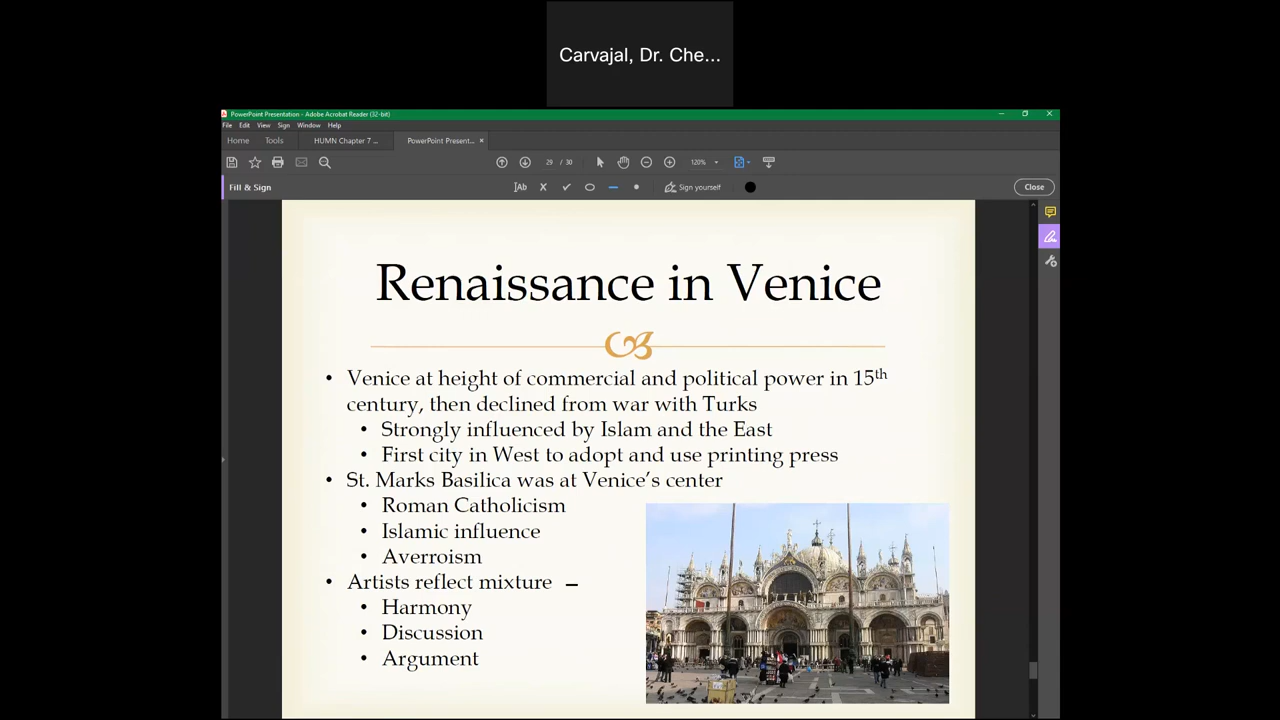 Carvajal, Dr. Che...
PowerPoint Presentation - Adobe Acrobat Reader (32-bit)
File Edit View Sign Window Help
Home Tools HUMN Chapter 7 ... PowerPoint Present... ×
29 / 30 120%
Fill & Sign Ab Sign yourself Close
Renaissance in Venice
• Venice at height of commercial and political power in 15th
century, then declined from war with Turks
• Strongly influenced by Islam and the East
• First city in West to adopt and use printing press
• St. Marks Basilica was at Venice's center
• Roman Catholicism
• Islamic influence
• Averroism
• Artists reflect mixture –
• Harmony
• Discussion
• Argument